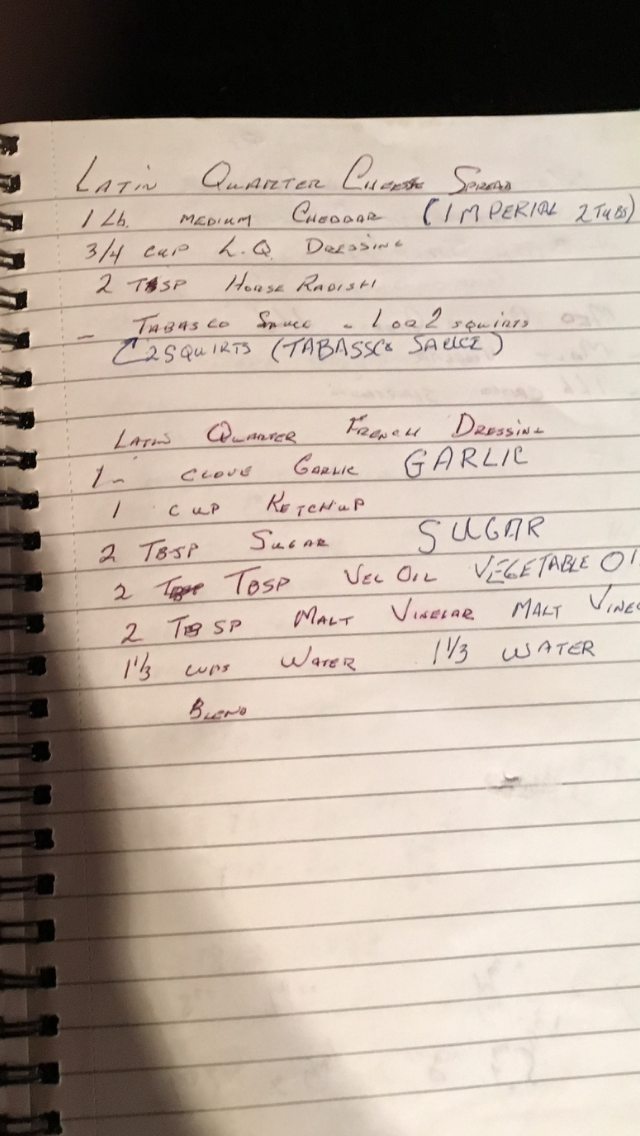 LATIN QUARTER CHEESE SPREAD
1 Lb. MEDIUM CHEDDAR (IMPERIAL 2 TUBS)
3/4 CUP L.Q DRESSING
2 TBSP HORSE RADISH
- TABASCO SAUCE - 1 OR 2 SQUIRTS
2 SQUIRTS (TABASSCO SAUCE)
LATIN QUARTER FRENCH DRESSING
1- CLOVE GARLIC GARLIC
1 CUP KETCHUP
2 TBSP SUGAR SUGAR
2 TBSP VEG OIL VEGETABLE OI
2 TBSP MALT VINEGAR MALT VINE
1 1/3 CUPS WATER 1 1/3 WATER
BLEND